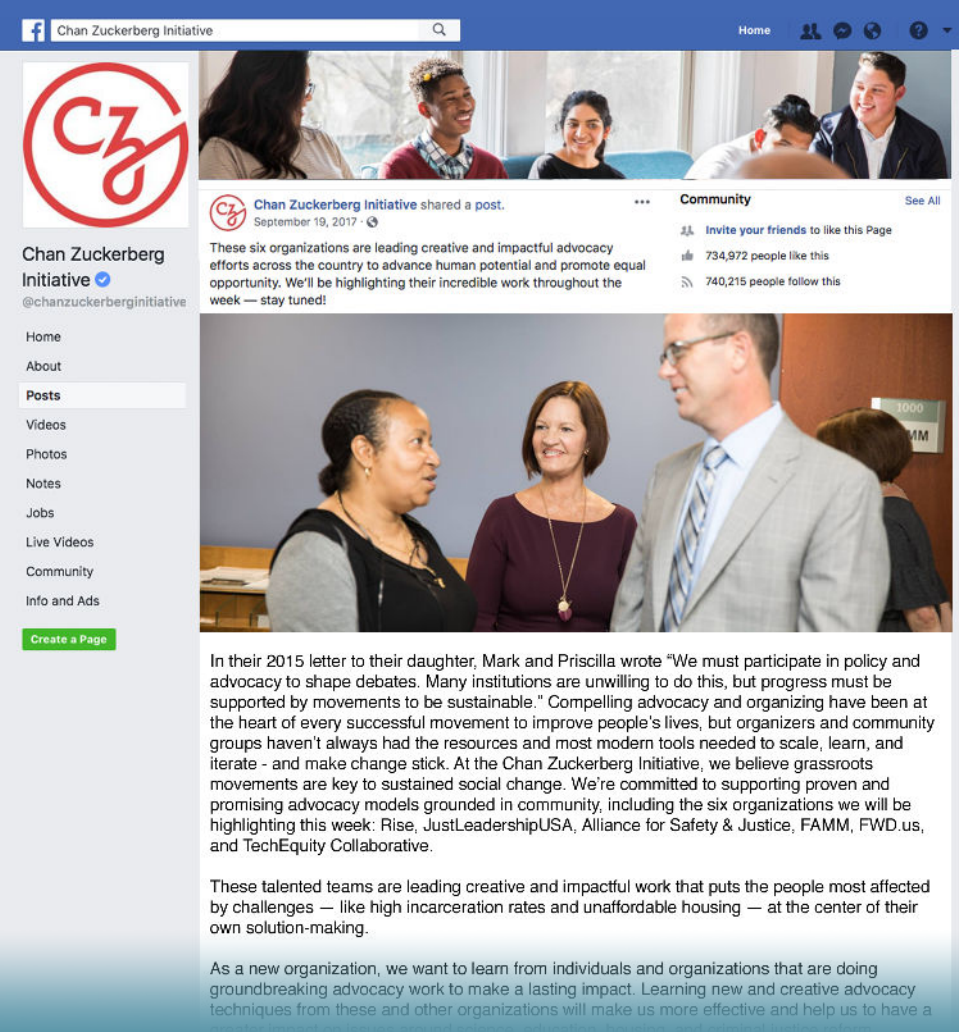 Chan Zuckerberg Initiative
Home
CZ
Chan Zuckerberg
Initiative
@chanzuckerberginitiative
Home
About
Posts
Videos
Photos
Notes
Jobs
Live Videos
Community
Info and Ads
Create a Page
Chan Zuckerberg Initiative shared a post.
September 19, 2017 ·
These six organizations are leading creative and impactful advocacy
efforts across the country to advance human potential and promote equal
opportunity. We'll be highlighting their incredible work throughout the
week — stay tuned!
Community
See All
Invite your friends to like this Page
734,972 people like this
740,215 people follow this
1000
MM
In their 2015 letter to their daughter, Mark and Priscilla wrote “We must participate in policy and
advocacy to shape debates. Many institutions are unwilling to do this, but progress must be
supported by movements to be sustainable.” Compelling advocacy and organizing have been at
the heart of every successful movement to improve people's lives, but organizers and community
groups haven't always had the resources and most modern tools needed to scale, learn, and
iterate - and make change stick. At the Chan Zuckerberg Initiative, we believe grassroots
movements are key to sustained social change. We're committed to supporting proven and
promising advocacy models grounded in community, including the six organizations we will be
highlighting this week: Rise, JustLeadershipUSA, Alliance for Safety & Justice, FAMM, FWD.us,
and TechEquity Collaborative.
These talented teams are leading creative and impactful work that puts the people most affected
by challenges — like high incarceration rates and unaffordable housing — at the center of their
own solution-making.
As a new organization, we want to learn from individuals and organizations that are doing
groundbreaking advocacy work to make a lasting impact. Learning new and creative advocacy
techniques from these and other organizations will make us more effective and help us to have a